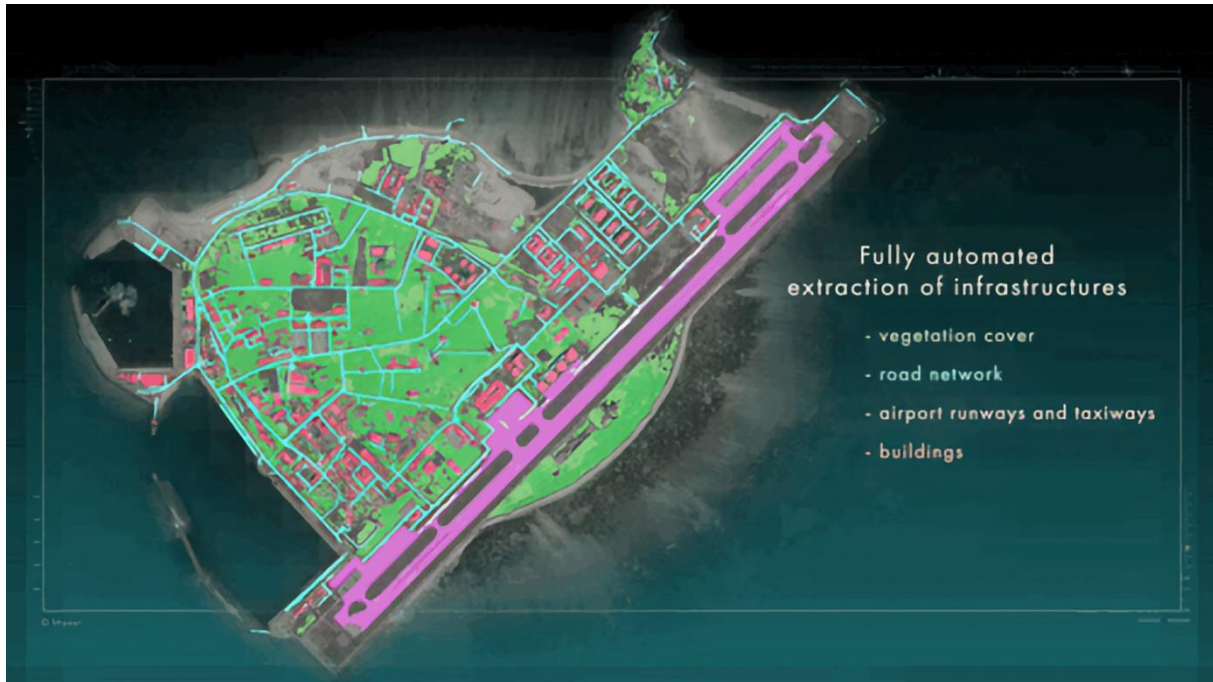 Fully automated
extraction of infrastructures
- vegetation cover
- road network
- airport runways and taxiways
- buildings